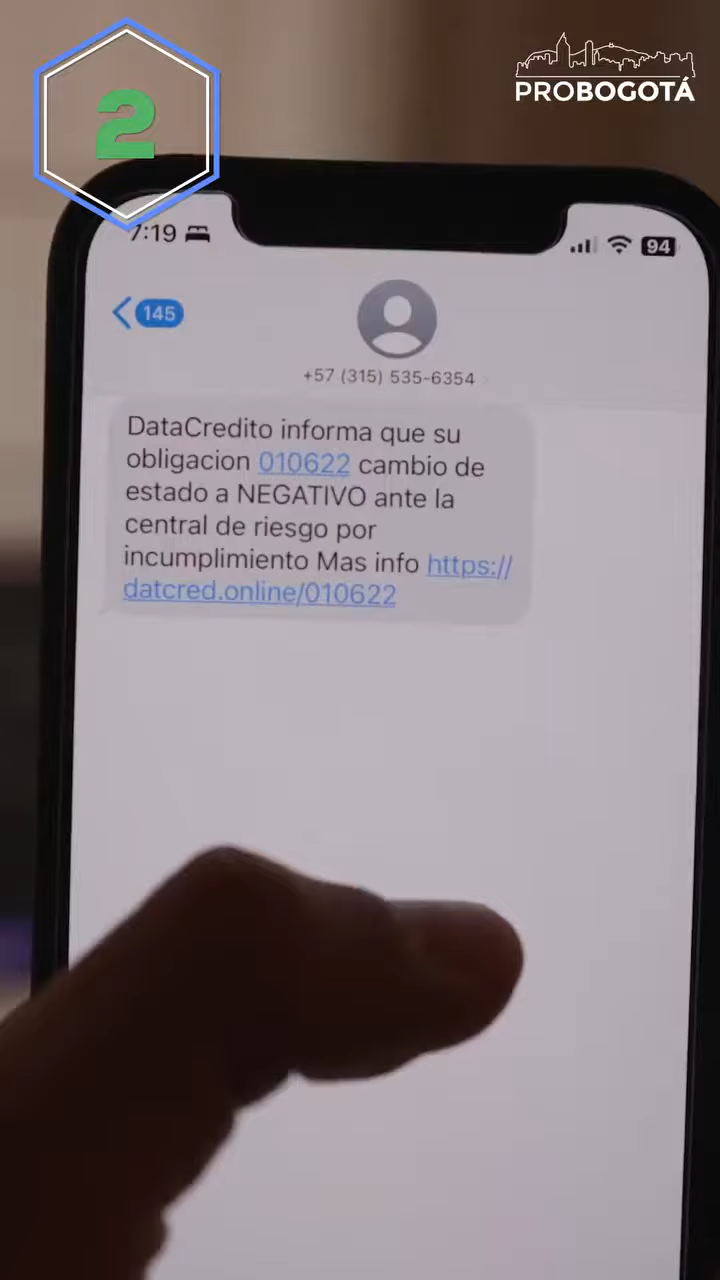 2
PROBOGOTÁ
7:19
94
145
+57 (315) 535-6354
DataCredito informa que su
obligacion 010622 cambio de
estado a NEGATIVO ante la
central de riesgo por
incumplimiento Mas info https://
datcred.online/010622